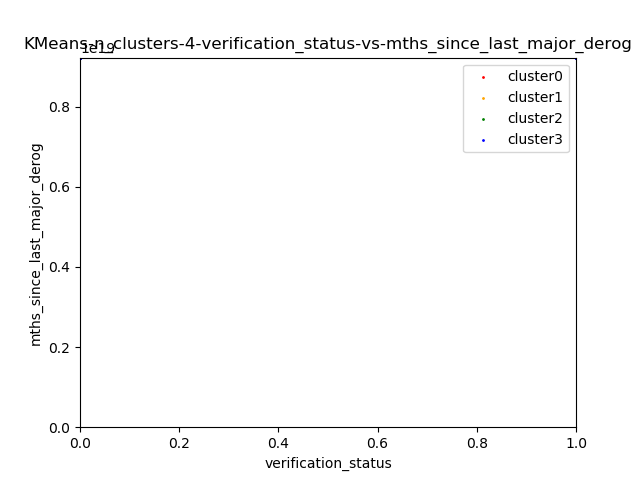 KMeans-n_clusters-4-verification_status-vs-mths_since_last_major_derog
1e19
cluster0
cluster1
cluster2
cluster3
0.8
0.6
0.4
0.2
0.0
mths_since_last_major_derog
0.0 0.2 0.4 0.6 0.8 1.0
verification_status